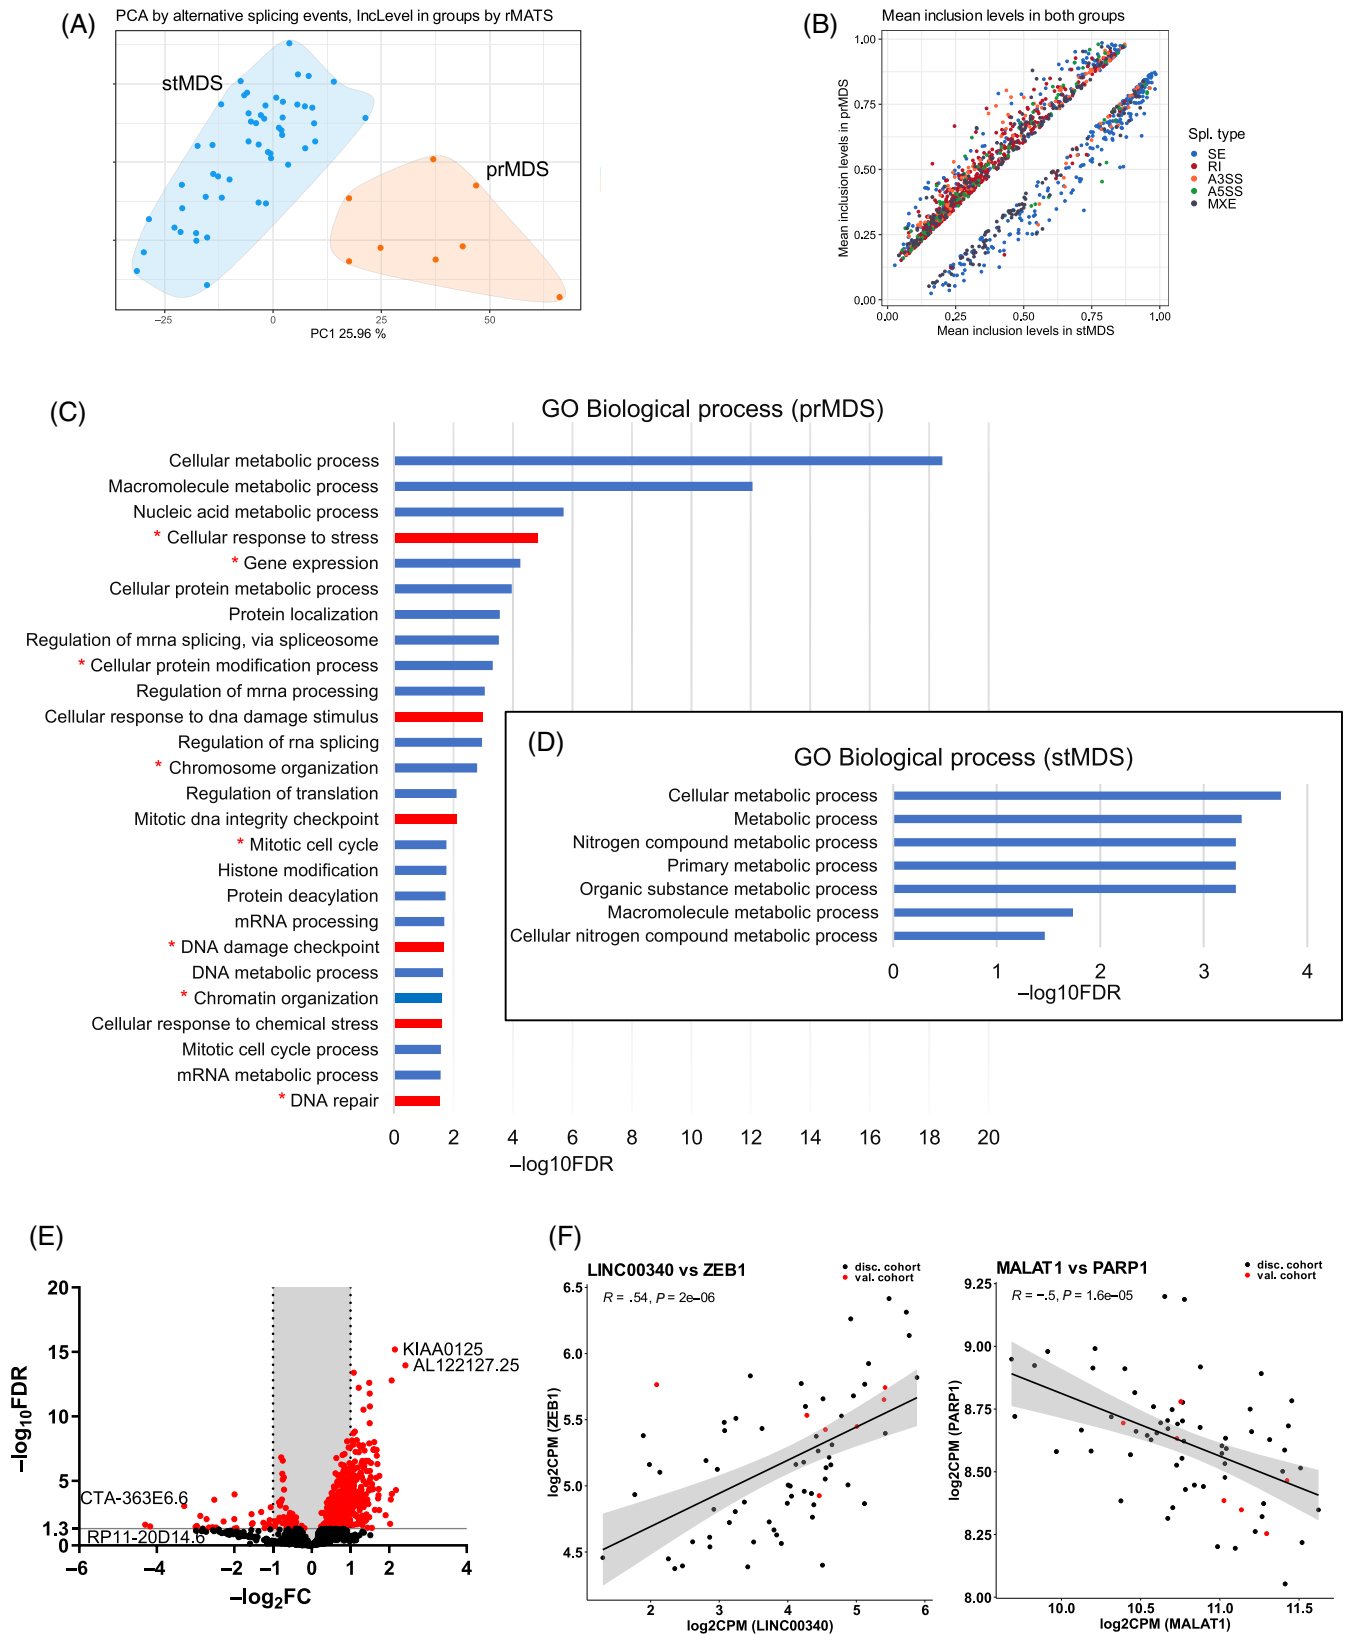 (A)
PCA by alternative splicing events, IncLevel in groups by rMATS
stMDS
prMDS
−25
0
25
50
PC1 25.96 %
(B)
Mean inclusion levels in both groups
Mean inclusion levels in prMDS
1.00
0.75
0.50
0.25
0.00
0.00
0.25
0.50
0.75
1.00
Mean inclusion levels in stMDS
Spl. type
SE
RI
A3SS
A5SS
MXE
(C)
GO Biological process (prMDS)
Cellular metabolic process
Macromolecule metabolic process
Nucleic acid metabolic process
* Cellular response to stress
* Gene expression
Cellular protein metabolic process
Protein localization
Regulation of mrna splicing, via spliceosome
* Cellular protein modification process
Regulation of mrna processing
Cellular response to dna damage stimulus
Regulation of rna splicing
* Chromosome organization
Regulation of translation
Mitotic dna integrity checkpoint
* Mitotic cell cycle
Histone modification
Protein deacylation
mRNA processing
* DNA damage checkpoint
DNA metabolic process
* Chromatin organization
Cellular response to chemical stress
Mitotic cell cycle process
mRNA metabolic process
* DNA repair
0
2
4
6
8
10
12
14
16
18
20
−log10FDR
(D)
GO Biological process (stMDS)
Cellular metabolic process
Metabolic process
Nitrogen compound metabolic process
Primary metabolic process
Organic substance metabolic process
Macromolecule metabolic process
Cellular nitrogen compound metabolic process
0
1
2
3
4
−log10FDR
(E)
−log10FDR
20
15
10
5
1.3
0
KIAA0125
AL122127.25
CTA-363E6.6
RP11-20D14.6
−6
−4
−2
−1
0
1
2
4
−log2FC
(F)
LINC00340 vs ZEB1
disc. cohort
val. cohort
R = .54, P = 2e−06
log2CPM (ZEB1)
6.5
6.0
5.5
5.0
4.5
2
3
4
5
6
log2CPM (LINC00340)
MALAT1 vs PARP1
disc. cohort
val. cohort
R = −.5, P = 1.6e−05
log2CPM (PARP1)
9.25
9.00
8.75
8.50
8.25
8.00
10.0
10.5
11.0
11.5
log2CPM (MALAT1)